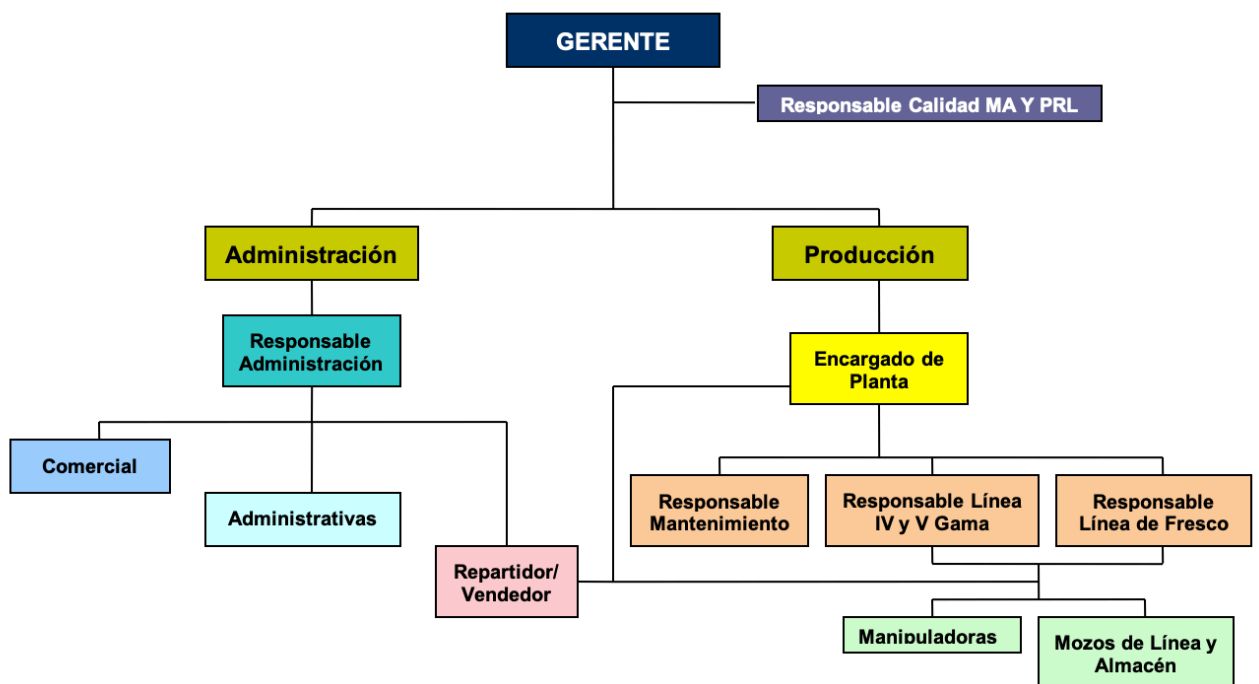 GERENTE
Responsable Calidad MA Y PRL
Administración
Producción
Responsable
Administración
Encargado de
Planta
Comercial
Administrativas
Repartidor/
Vendedor
Responsable
Mantenimiento
Responsable Línea
IV y V Gama
Responsable
Línea de Fresco
Manipuladoras
Mozos de Línea y
Almacén